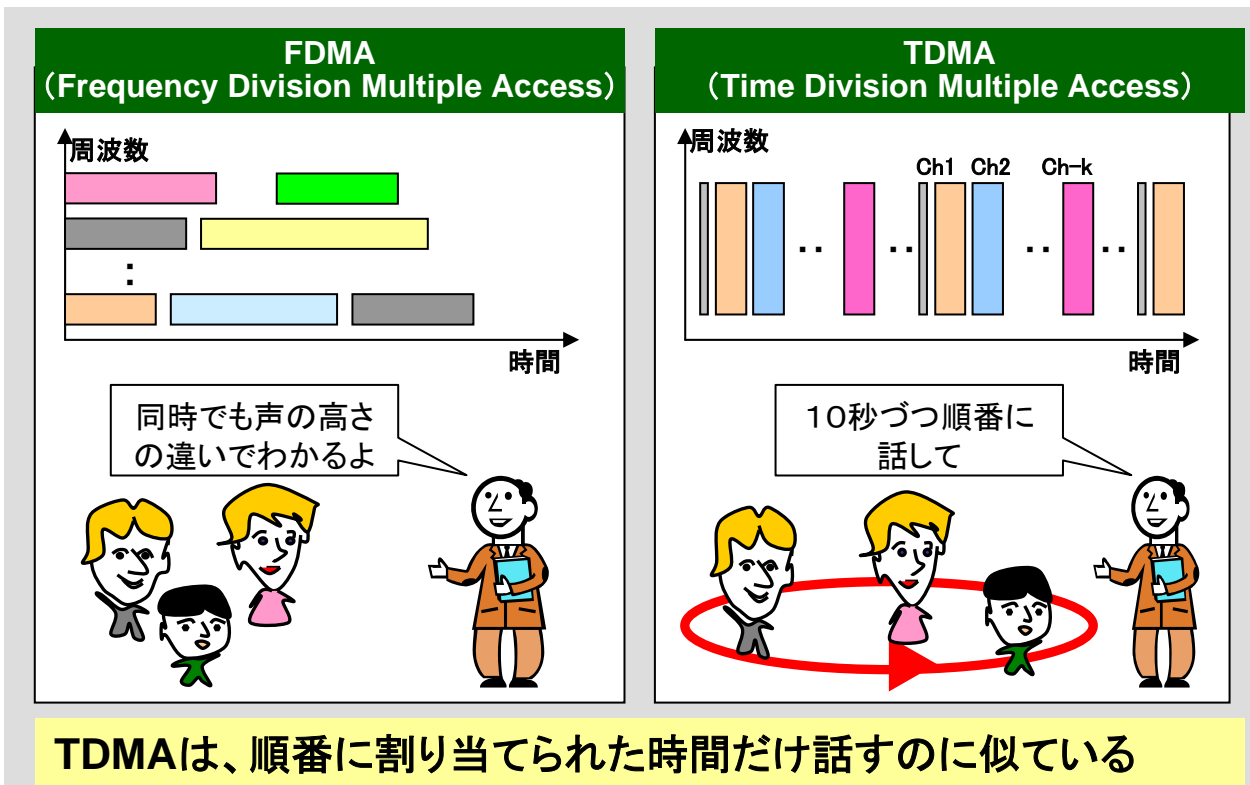 FDMA
（Frequency Division Multiple Access）
周波数
:
時間
同時でも声の高さ
の違いでわかるよ
TDMA
（Time Division Multiple Access）
周波数
Ch1 Ch2 Ch-k
‥ ‥ ‥ ‥
時間
１０秒づつ順番に
話して
TDMAは、順番に割り当てられた時間だけ話すのに似ている